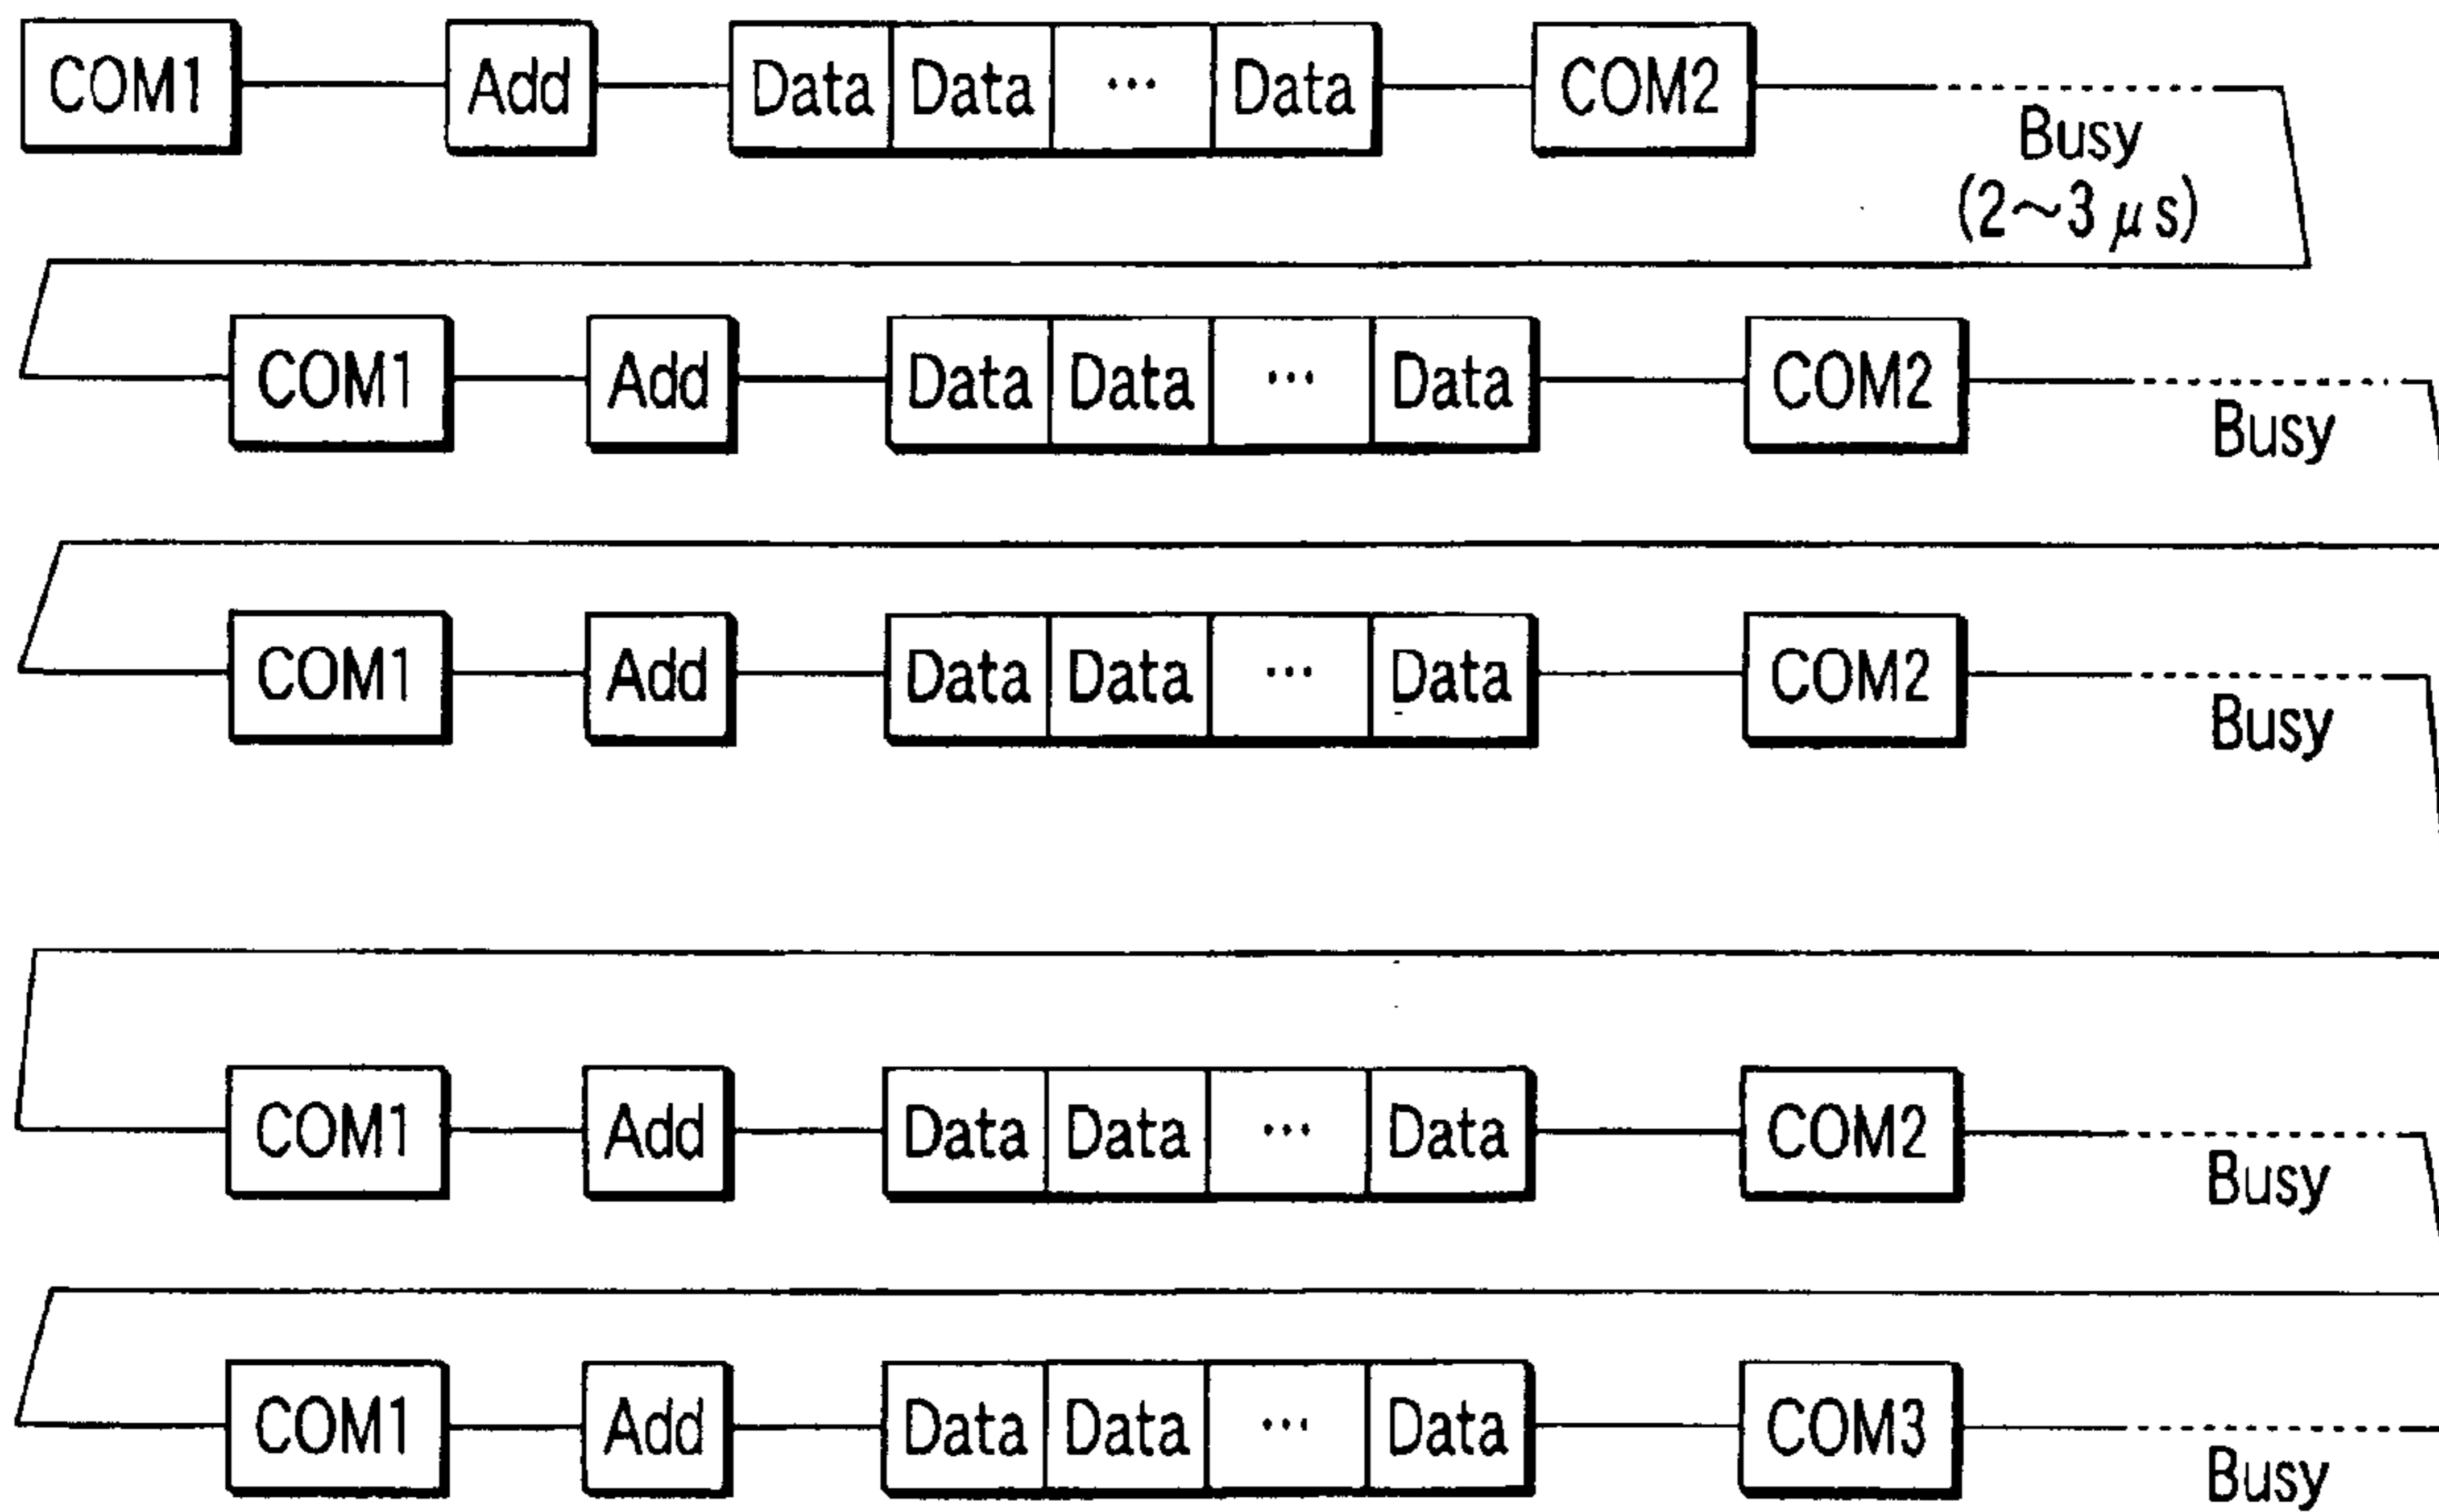 COM1 Add Data Data ... Data COM2
Busy
(2~3 μs)
COM1 Add Data Data ... Data COM2
Busy
COM1 Add Data Data ... Data COM2
Busy
COM1 Add Data Data ... Data COM2
Busy
COM1 Add Data Data ... Data COM3
Busy